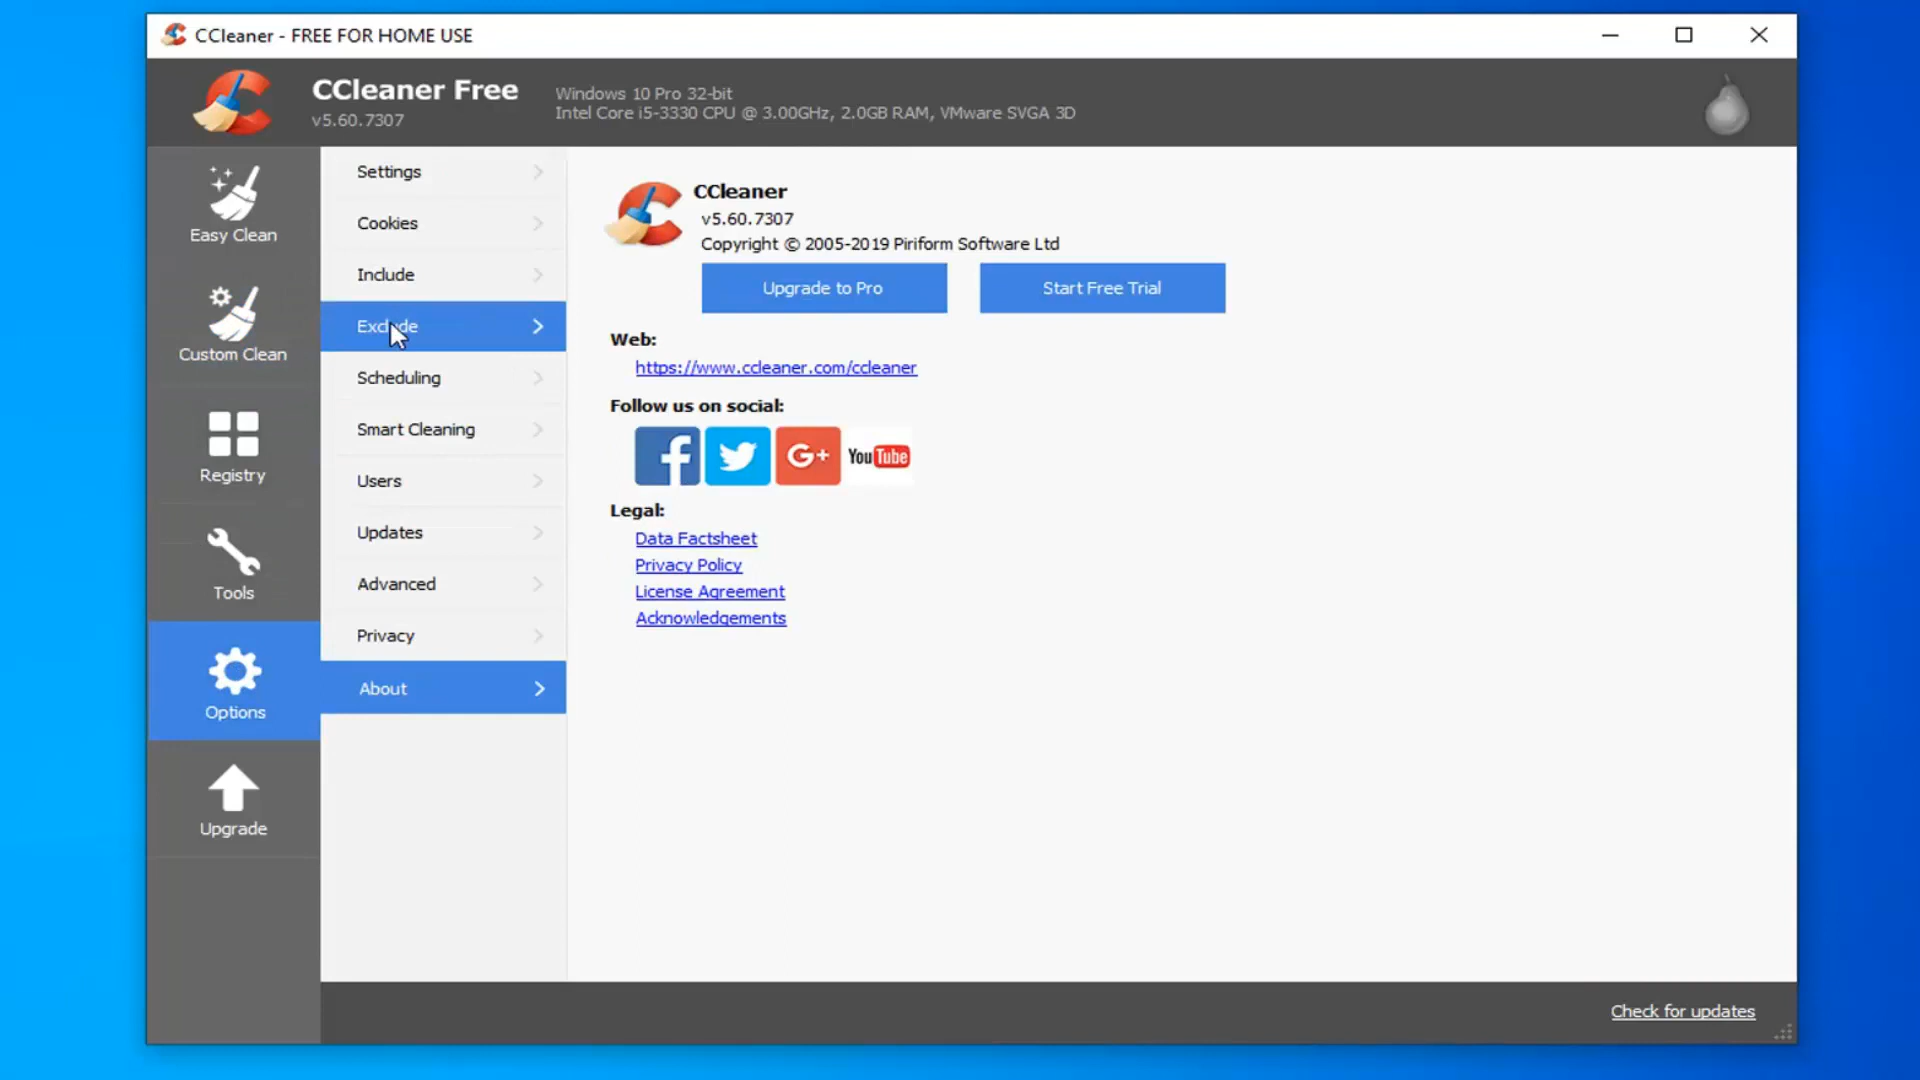 CCleaner - FREE FOR HOME USE
CCleaner Free
v5.60.7307
Windows 10 Pro 32-bit
Intel Core i5-3330 CPU @ 3.00GHz, 2.0GB RAM, VMware SVGA 3D
Easy Clean
Custom Clean
Registry
Tools
Options
Upgrade
Settings
Cookies
Include
Exclude
Scheduling
Smart Cleaning
Users
Updates
Advanced
Privacy
About
CCleaner
v5.60.7307
Copyright © 2005-2019 Piriform Software Ltd
Upgrade to Pro
Start Free Trial
Web:
https://www.ccleaner.com/ccleaner
Follow us on social:
f
G+
YouTube
Legal:
Data Factsheet
Privacy Policy
License Agreement
Acknowledgements
Check for updates